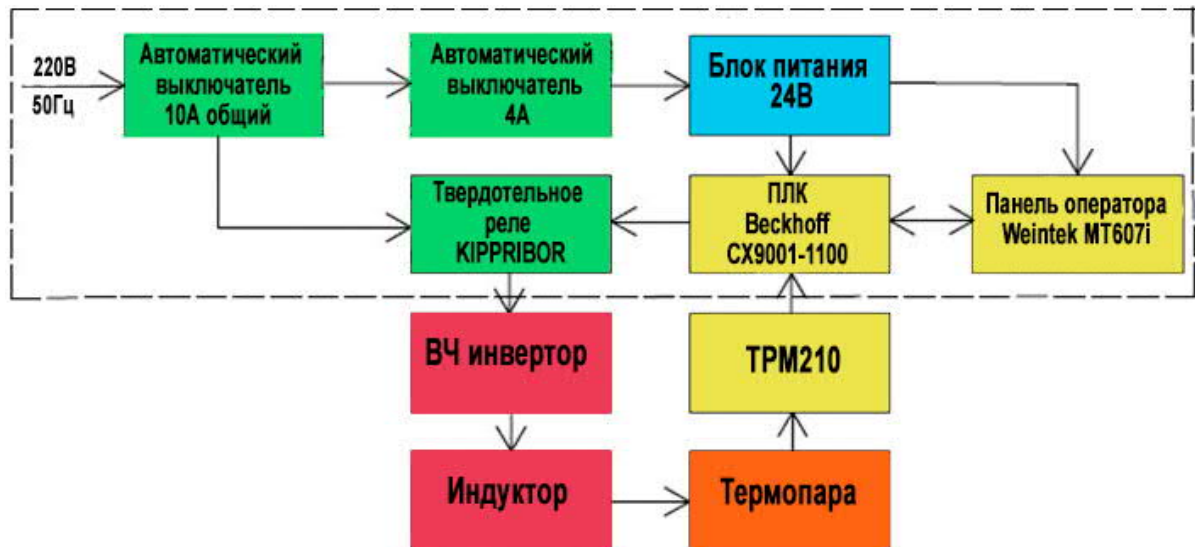 220В
50Гц
Автоматический
выключатель
10А общий
Автоматический
выключатель
4А
Блок питания
24В
Твердотельное
реле
KIPPRIBOR
ПЛК
Beckhoff
CX9001-1100
Панель оператора
Weintek MT607i
ВЧ инвертор
ТРМ210
Индуктор
Термопара